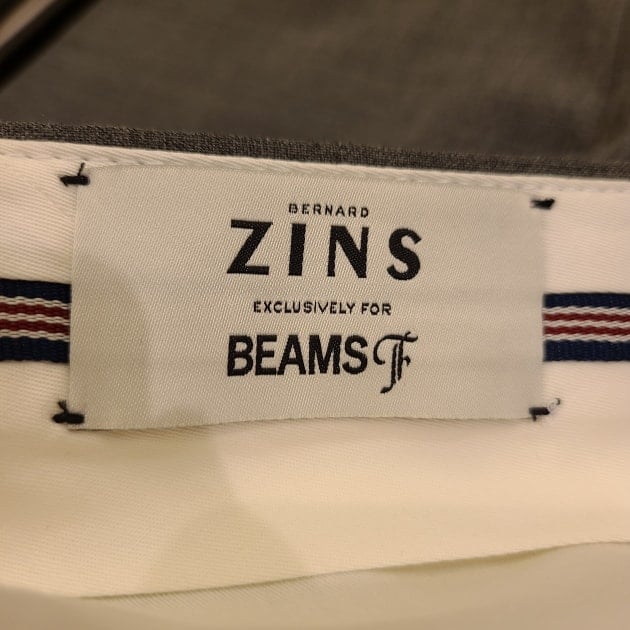 BERNARD
ZINS
EXCLUSIVELY FOR
BEAMS F